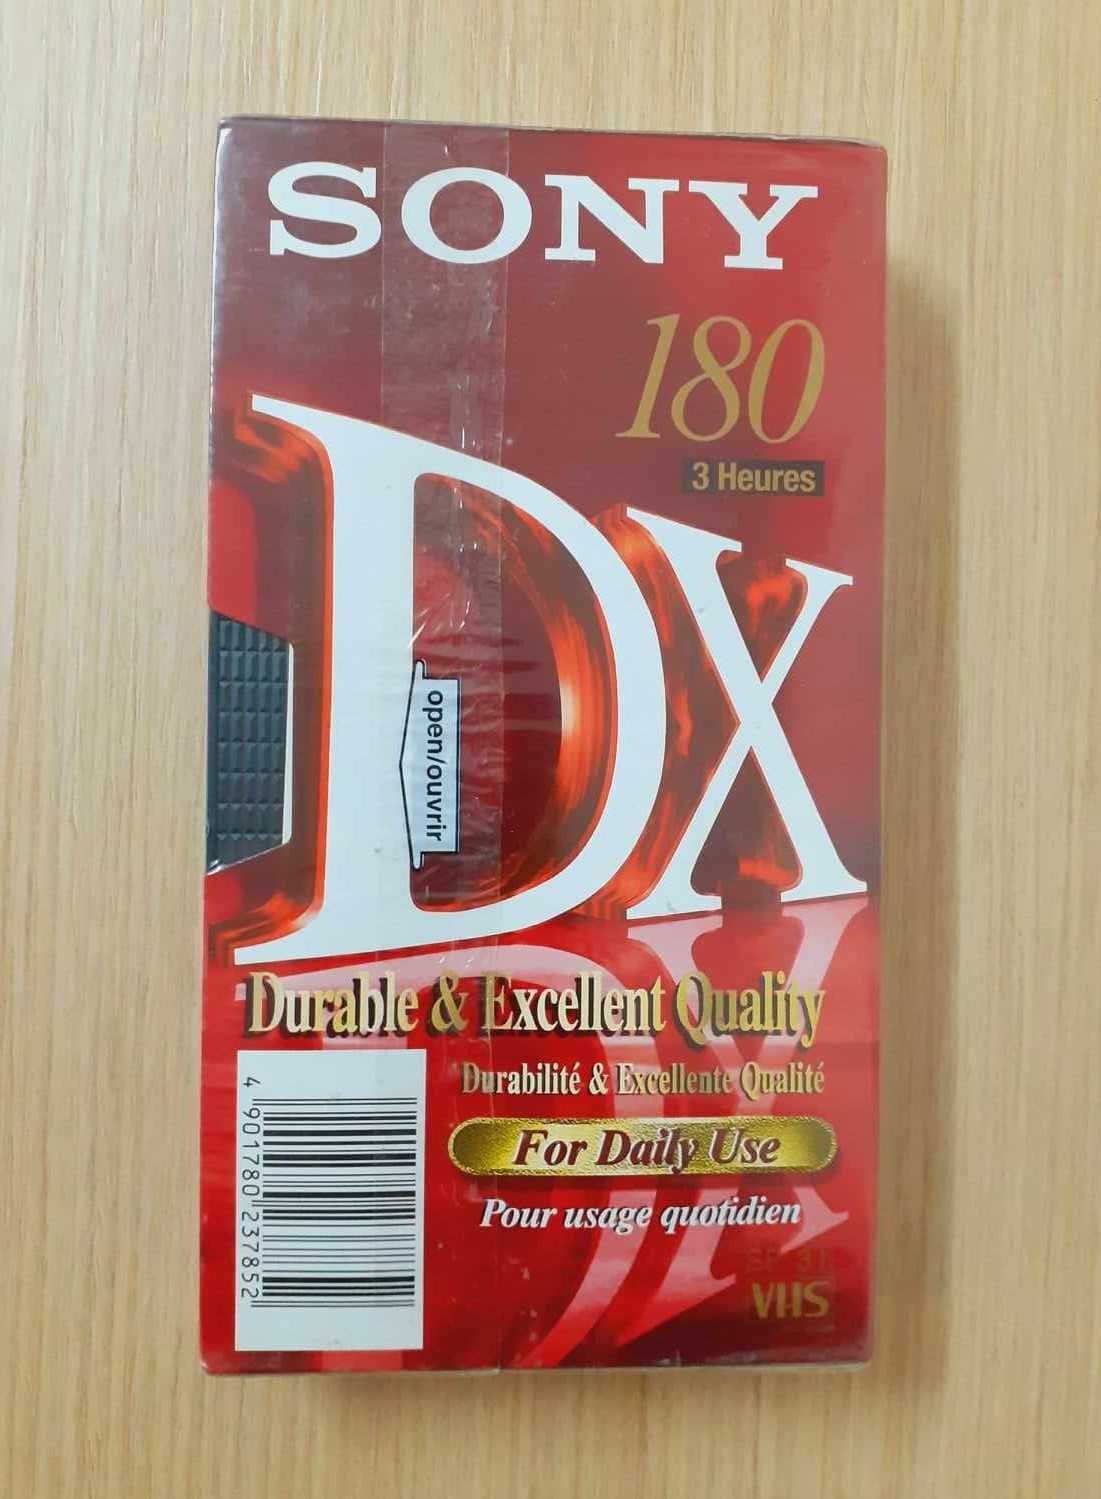 SONY
180
3 Heures
DX
open/ouvrir
Durable & Excellent Quality
Durabilité & Excellente Qualité
For Daily Use
Pour usage quotidien
VHS
4 901780 237852